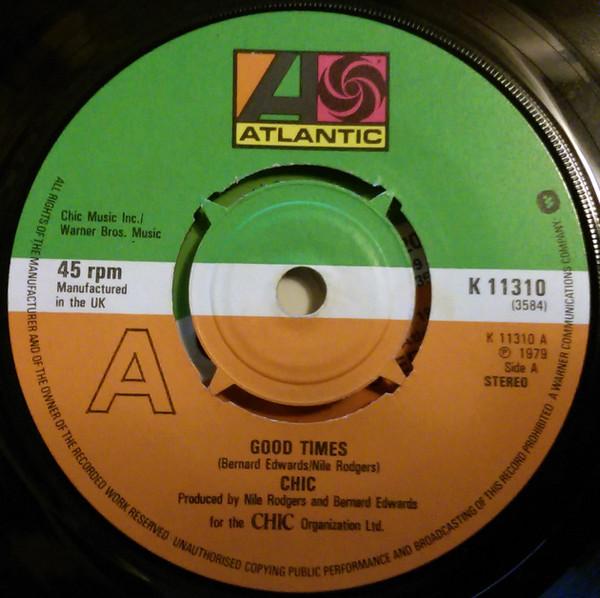 ATLANTIC
Chic Music Inc./
Warner Bros. Music
45 rpm
Manufactured
in the UK
K 11310
(3584)
K 11310 A
℗ 1979
Side A
STEREO
A
GOOD TIMES
(Bernard Edwards/Nile Rodgers)
CHIC
Produced by Nile Rodgers and Bernard Edwards
for the CHIC Organization Ltd.
ALL RIGHTS OF THE MANUFACTURER AND OF THE OWNER OF THE RECORDED WORK RESERVED UNAUTHORISED COPYING PUBLIC PERFORMANCE AND BROADCASTING OF THIS RECORD PROHIBITED A WARNER COMMUNICATIONS COMPANY.